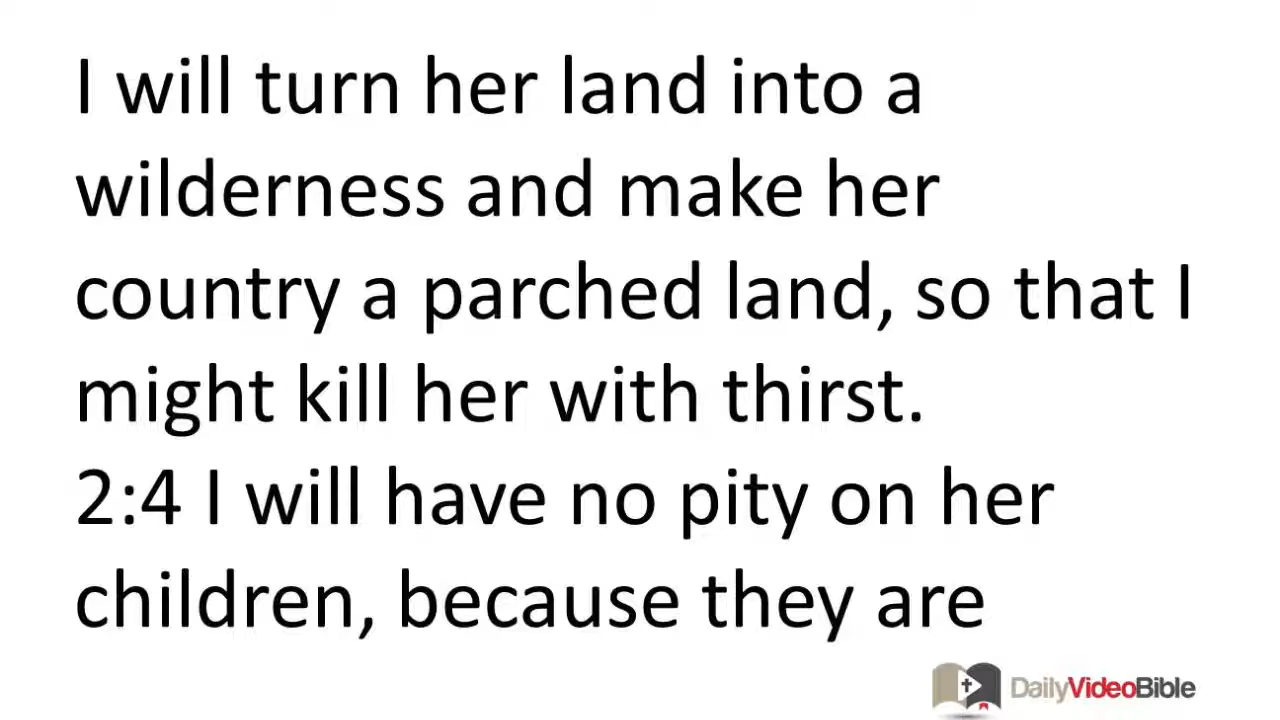 I will turn her land into a
wilderness and make her
country a parched land, so that I
might kill her with thirst.
2:4 I will have no pity on her
children, because they are
DailyVideoBible